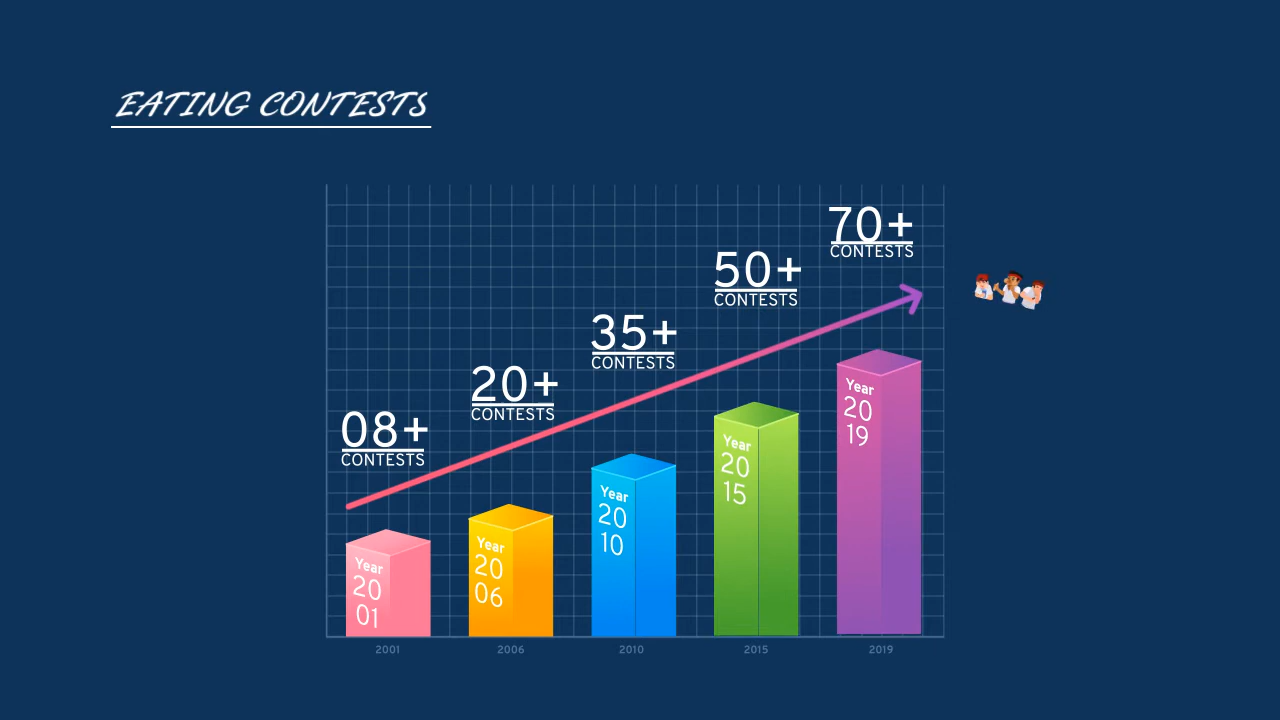 EATING CONTESTS
70+
CONTESTS
50+
CONTESTS
35+
CONTESTS
20+
CONTESTS
08+
CONTESTS
Year
20
01
Year
20
06
Year
20
10
Year
20
15
Year
20
19
2001
2006
2010
2015
2019